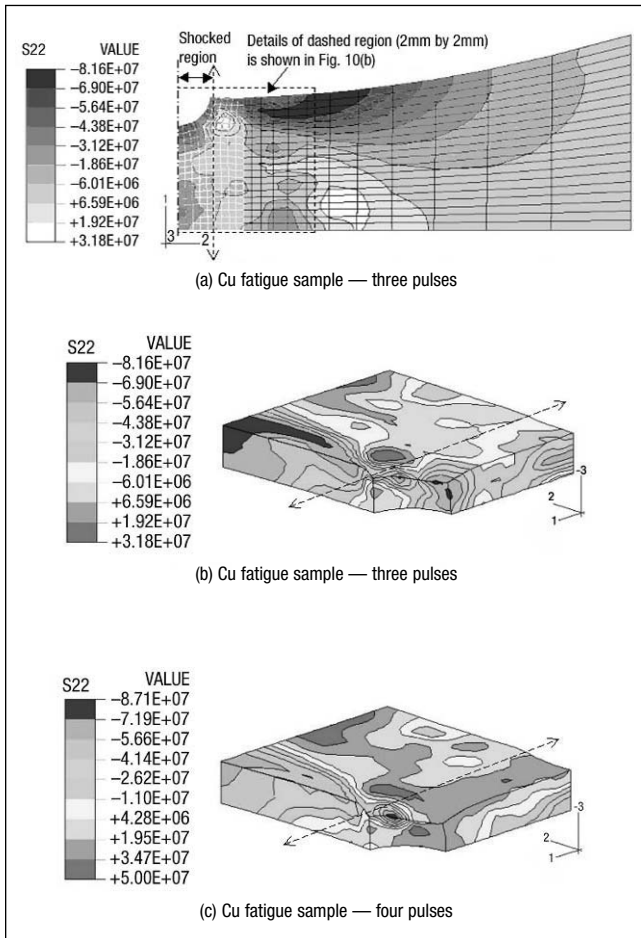 S22 VALUE
−8.16E+07
−6.90E+07
−5.64E+07
−4.38E+07
−3.12E+07
−1.86E+07
−6.01E+06
+6.59E+06
+1.92E+07
+3.18E+07
Shocked
region
Details of dashed region (2mm by 2mm)
is shown in Fig. 10(b)
1
3 2
(a) Cu fatigue sample — three pulses
S22 VALUE
−8.16E+07
−6.90E+07
−5.64E+07
−4.38E+07
−3.12E+07
−1.86E+07
−6.01E+06
+6.59E+07
+1.92E+07
+3.18E+07
-3
2
1
(b) Cu fatigue sample — three pulses
S22 VALUE
−8.71E+07
−7.19E+07
−5.66E+07
−4.14E+07
−2.62E+07
−1.10E+07
+4.28E+06
+1.95E+07
+3.47E+07
+5.00E+07
-3
2
1
(c) Cu fatigue sample — four pulses